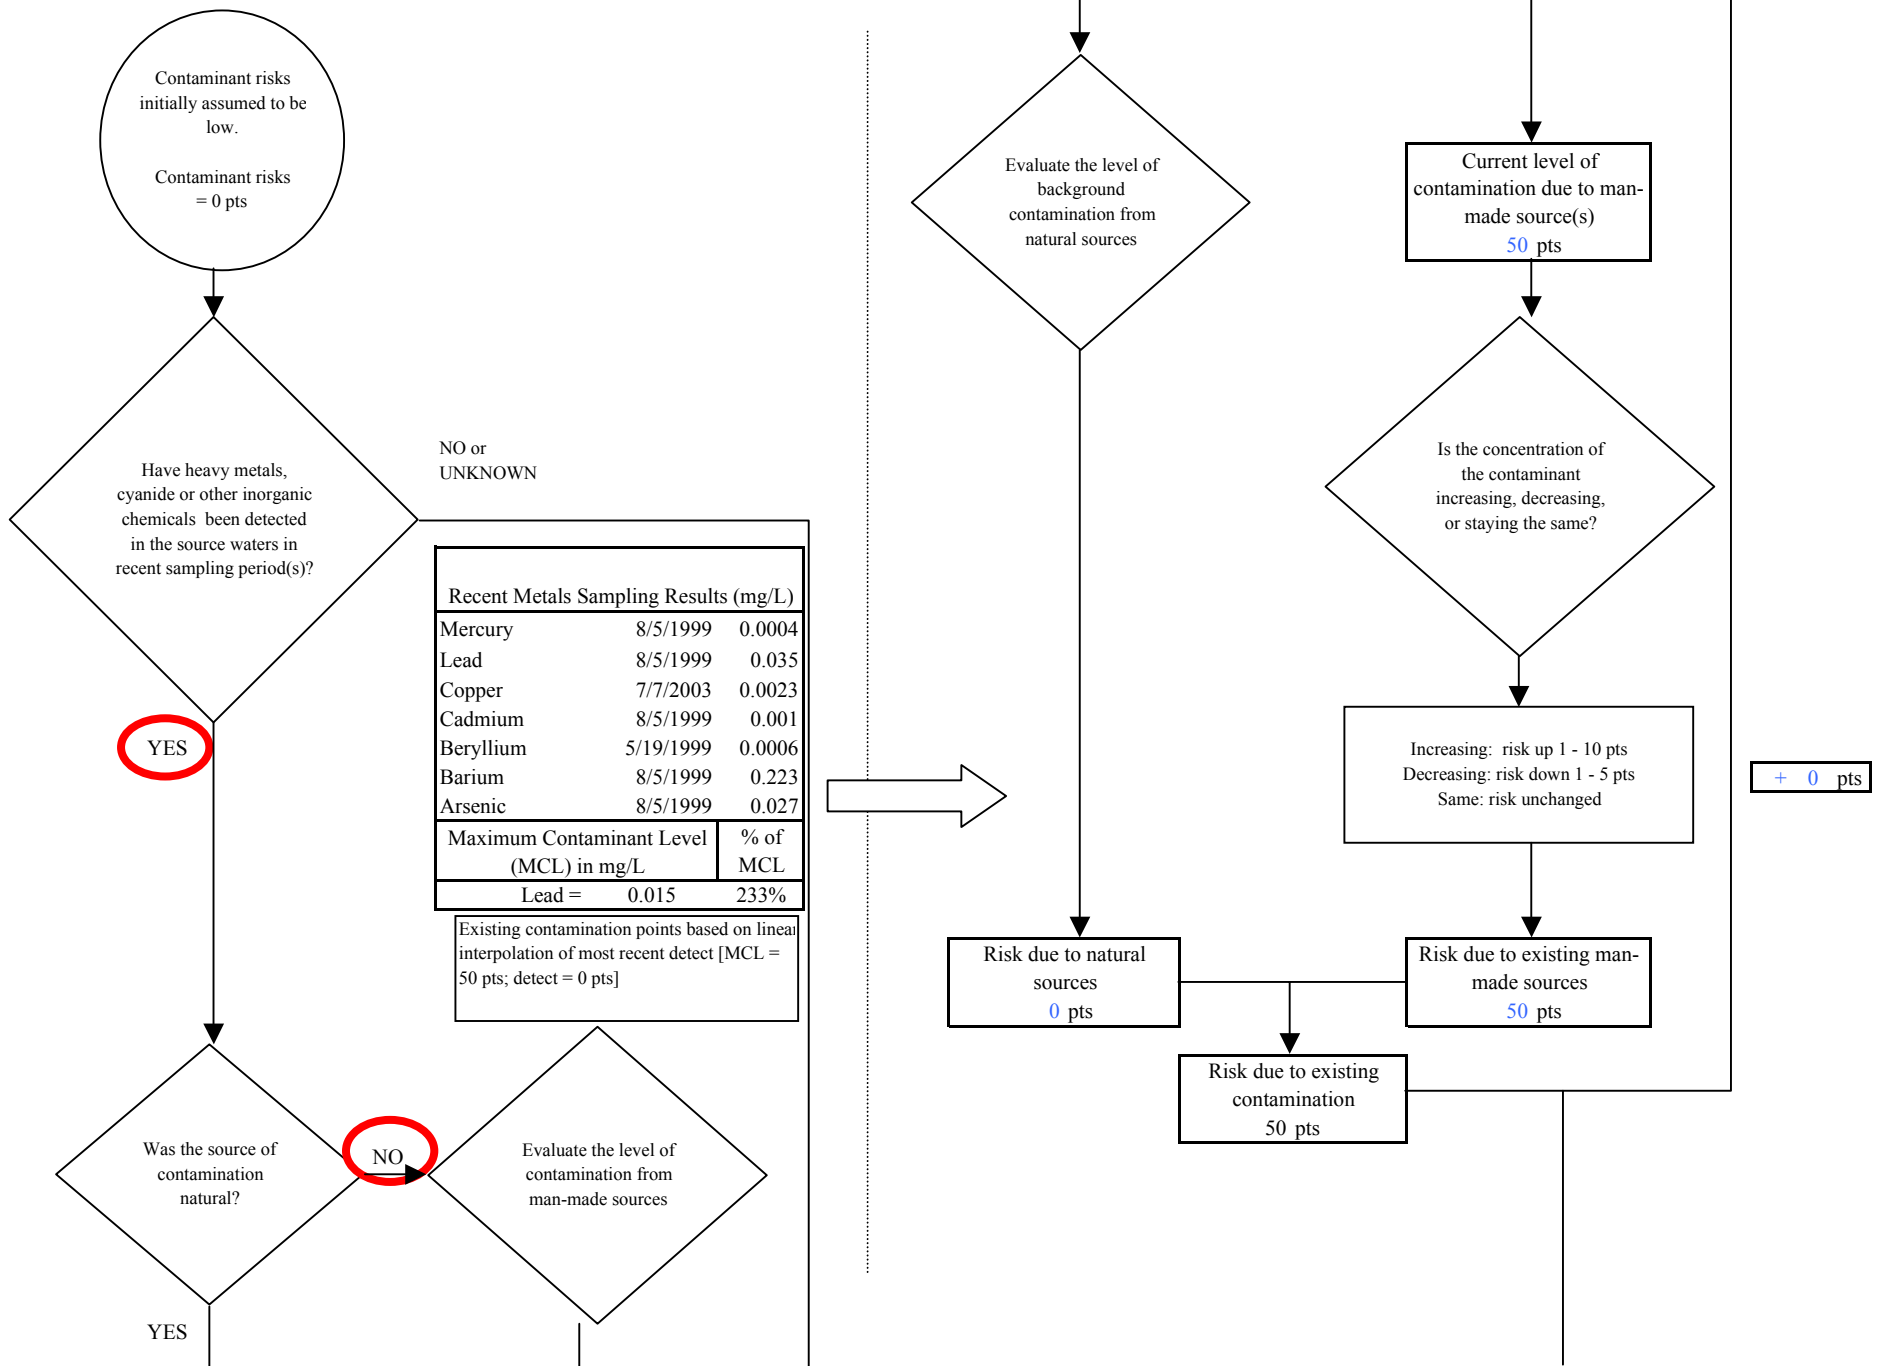 Contaminant risks
initially assumed to be
low.
Contaminant risks
= 0 pts
Have heavy metals,
cyanide or other inorganic
chemicals been detected
in the source waters in
recent sampling period(s)?
NO or
UNKNOWN
YES
Recent Metals Sampling Results (mg/L)
Mercury 8/5/1999 0.0004
Lead 8/5/1999 0.035
Copper 7/7/2003 0.0023
Cadmium 8/5/1999 0.001
Beryllium 5/19/1999 0.0006
Barium 8/5/1999 0.223
Arsenic 8/5/1999 0.027
Maximum Contaminant Level
(MCL) in mg/L
% of
MCL
Lead = 0.015 233%
Existing contamination points based on linear
interpolation of most recent detect [MCL =
50 pts; detect = 0 pts]
Was the source of
contamination
natural?
NO
YES
Evaluate the level of
contamination from
man-made sources
Evaluate the level of
background
contamination from
natural sources
Current level of
contamination due to man-
made source(s)
50 pts
Is the concentration of
the contaminant
increasing, decreasing,
or staying the same?
Increasing: risk up 1 - 10 pts
Decreasing: risk down 1 - 5 pts
Same: risk unchanged
+ 0 pts
Risk due to natural
sources
0 pts
Risk due to existing man-
made sources
50 pts
Risk due to existing
contamination
50 pts